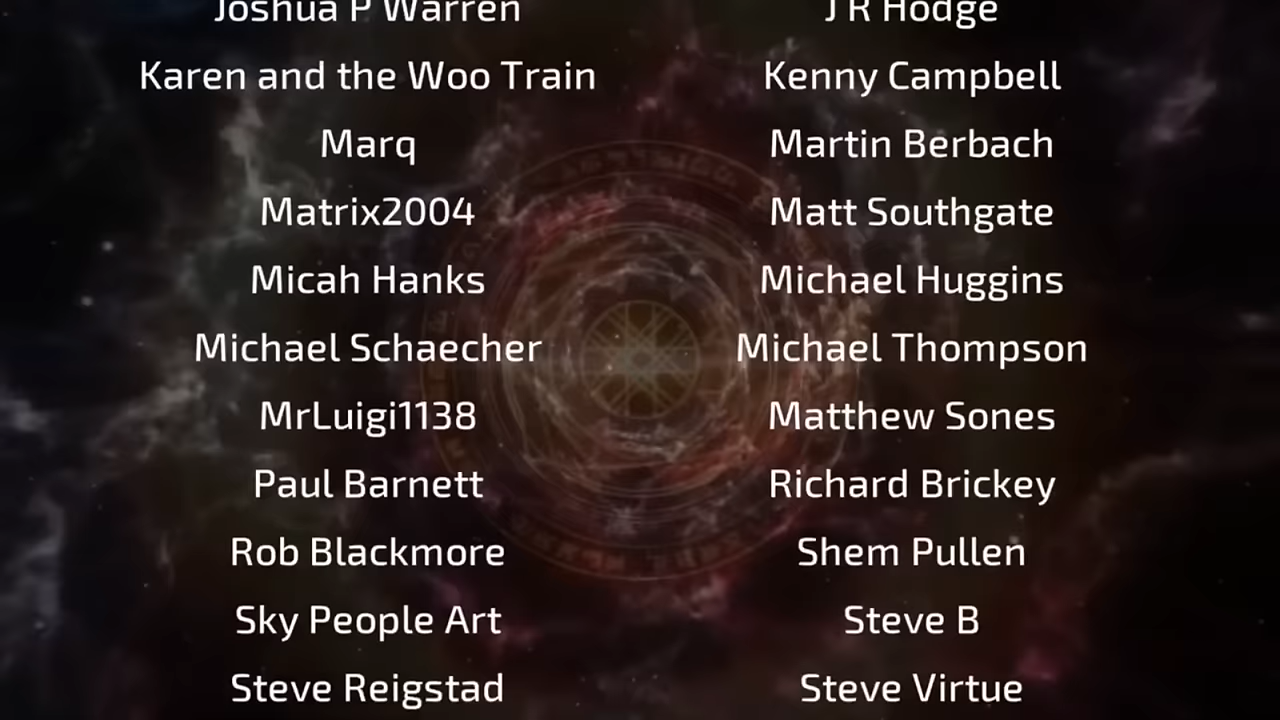 Joshua P Warren J R Hodge
Karen and the Woo Train Kenny Campbell
Marq Martin Berbach
Matrix2004 Matt Southgate
Micah Hanks Michael Huggins
Michael Schaecher Michael Thompson
MrLuigi1138 Matthew Sones
Paul Barnett Richard Brickey
Rob Blackmore Shem Pullen
Sky People Art Steve B
Steve Reigstad Steve Virtue